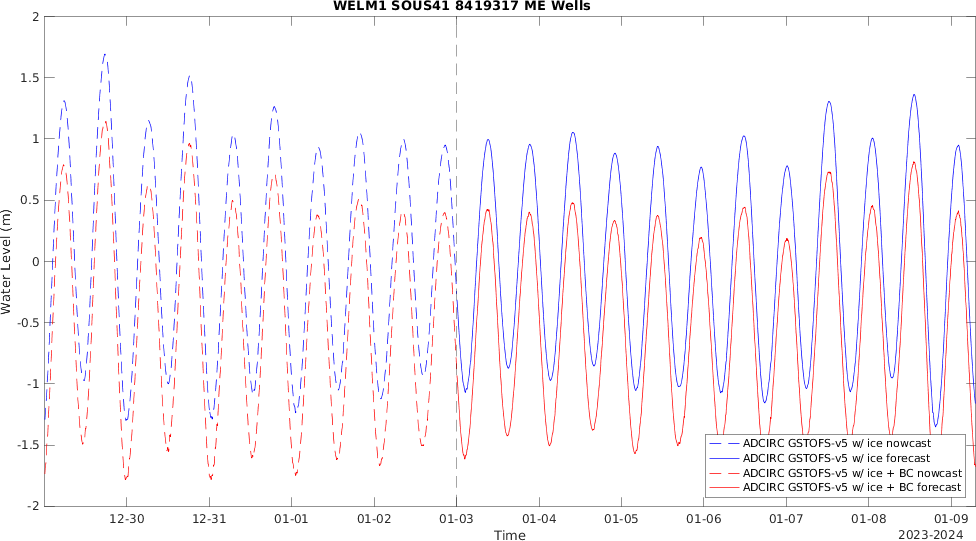 WELM1 SOUS41 8419317 ME Wells
2
1.5
1
0.5
0
-0.5
-1
-1.5
-2
Water Level (m)
ADCIRC GSTOFS-v5 w/ ice nowcast
ADCIRC GSTOFS-v5 w/ ice forecast
ADCIRC GSTOFS-v5 w/ ice + BC nowcast
ADCIRC GSTOFS-v5 w/ ice + BC forecast
12-30 12-31 01-01 01-02 01-03 01-04 01-05 01-06 01-07 01-08 01-09
Time
2023-2024